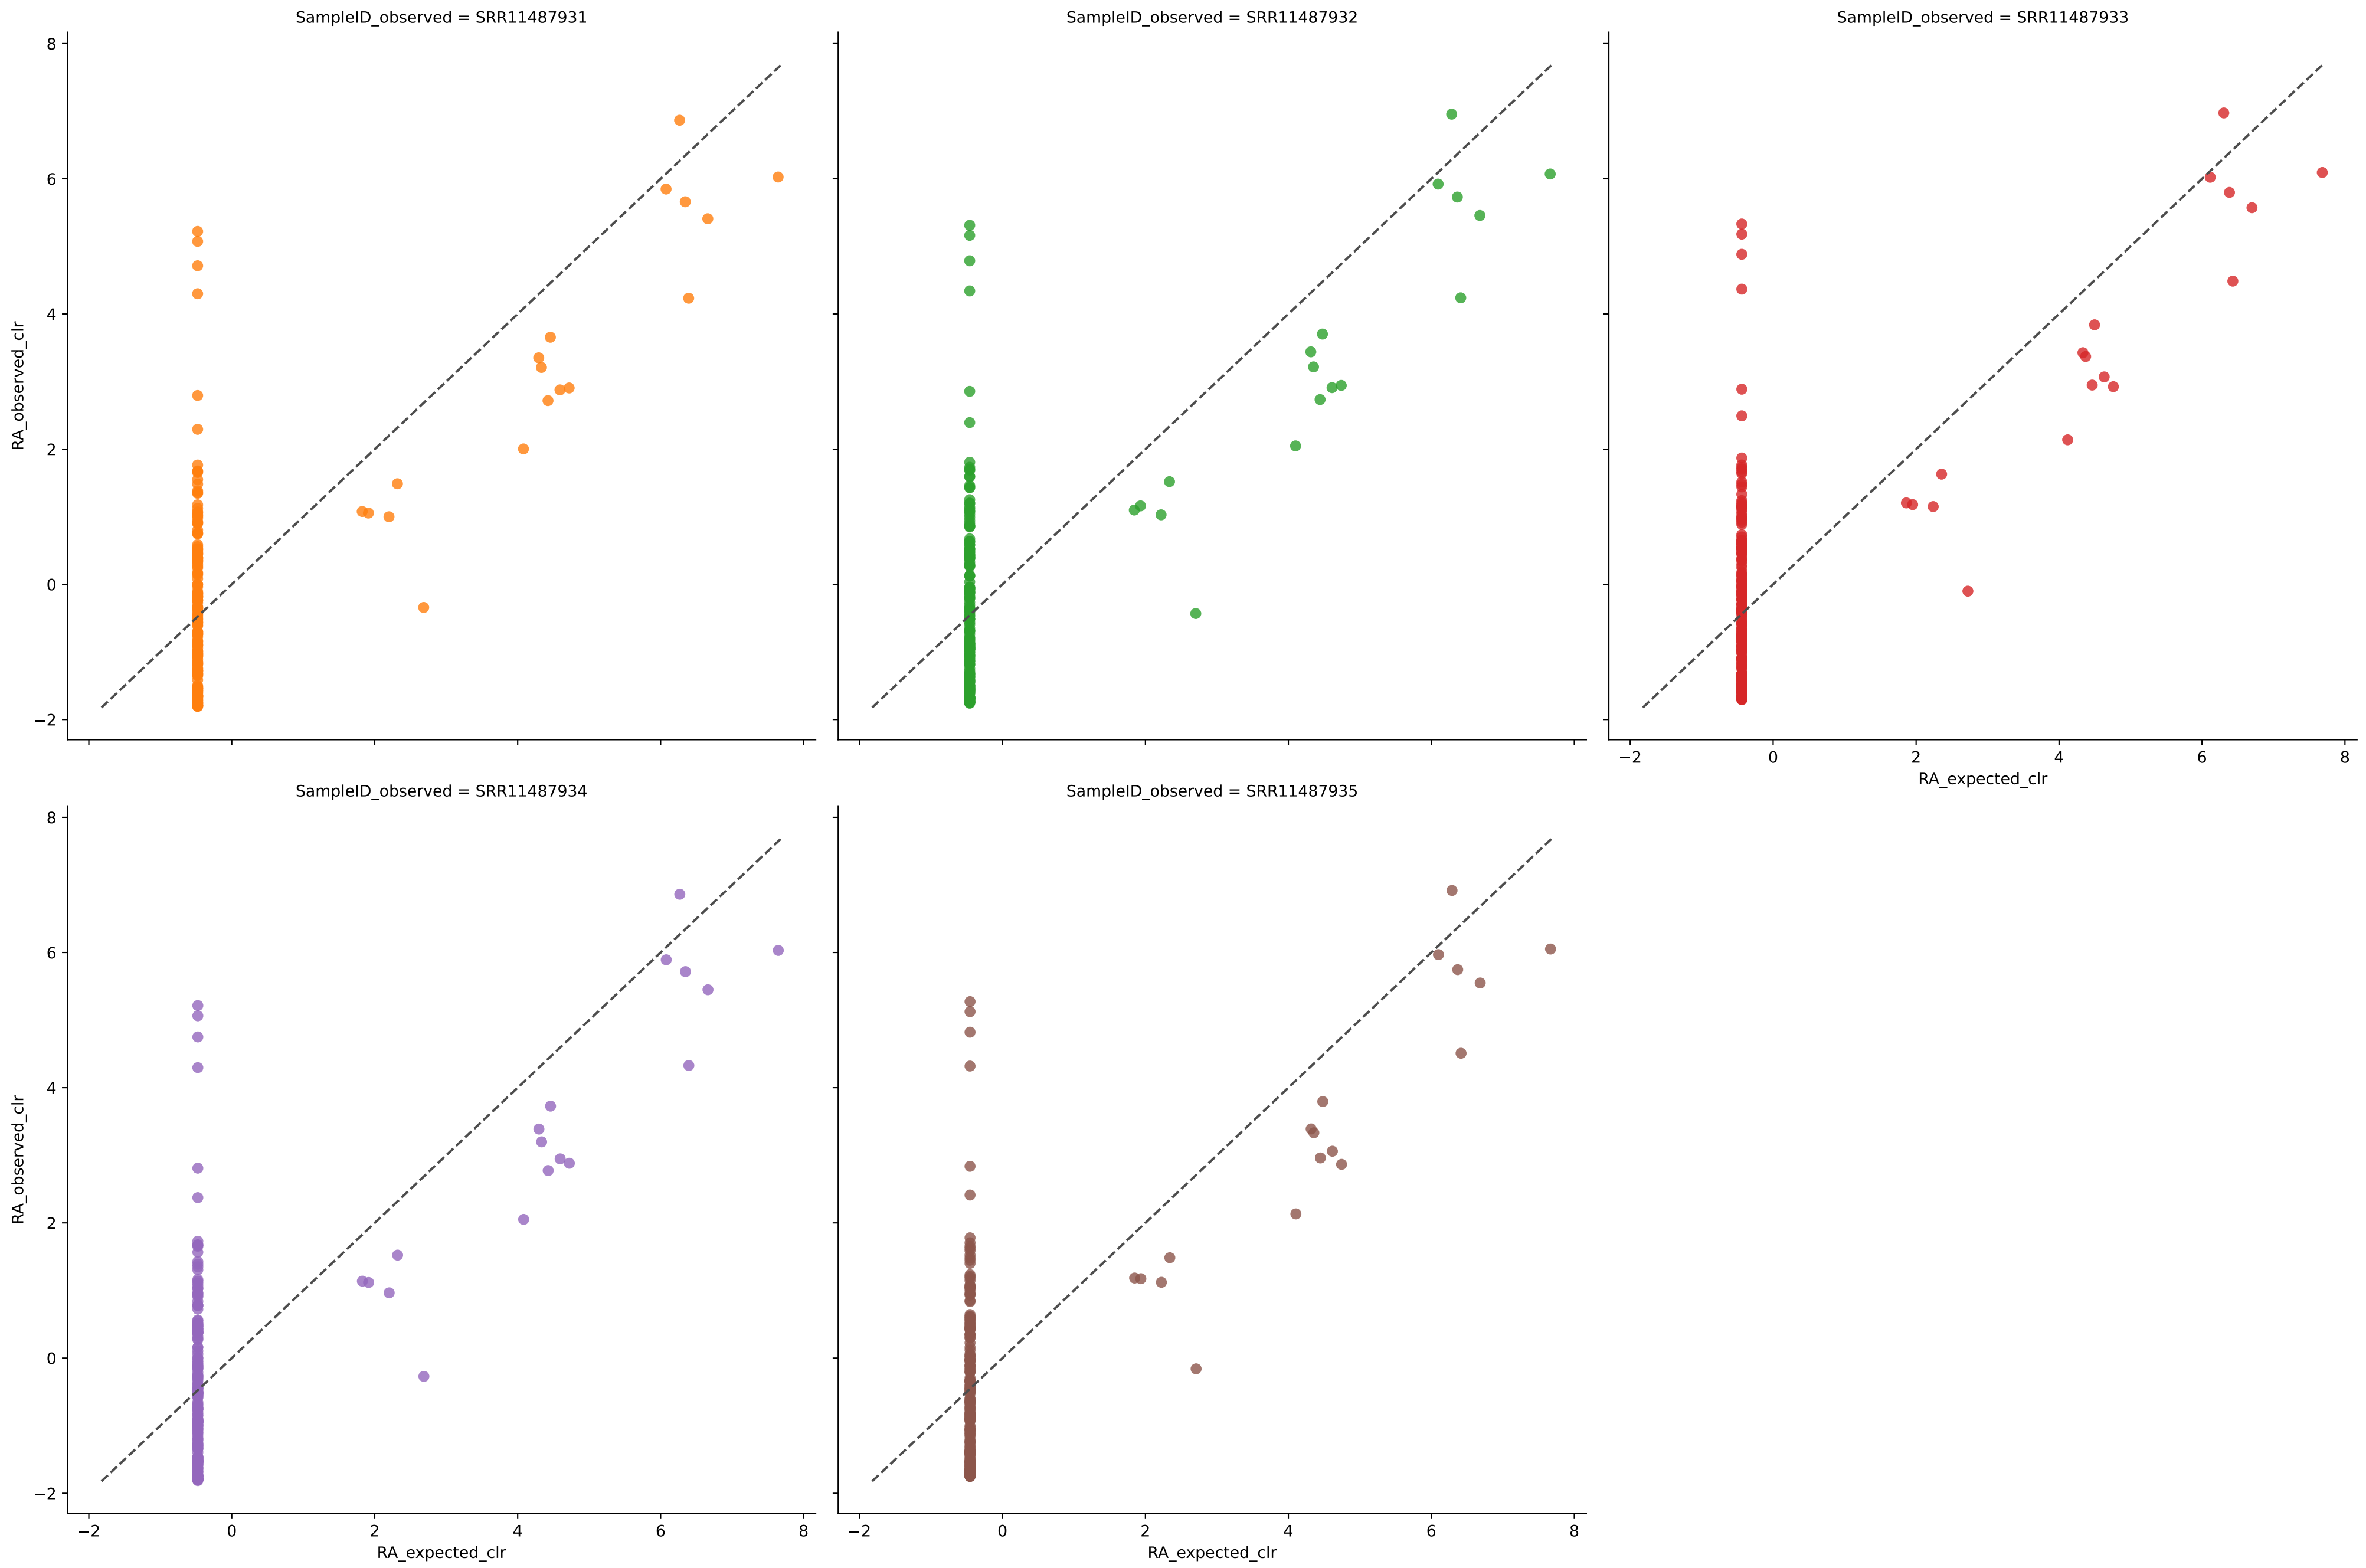 SampleID_observed = SRR11487931
SampleID_observed = SRR11487932
SampleID_observed = SRR11487933
8
6
4
2
0
−2
RA_observed_clr
−2 0 2 4 6 8
RA_expected_clr
SampleID_observed = SRR11487934
SampleID_observed = SRR11487935
8
6
4
2
0
−2
RA_observed_clr
−2 0 2 4 6 8
−2 0 2 4 6 8
RA_expected_clr
RA_expected_clr